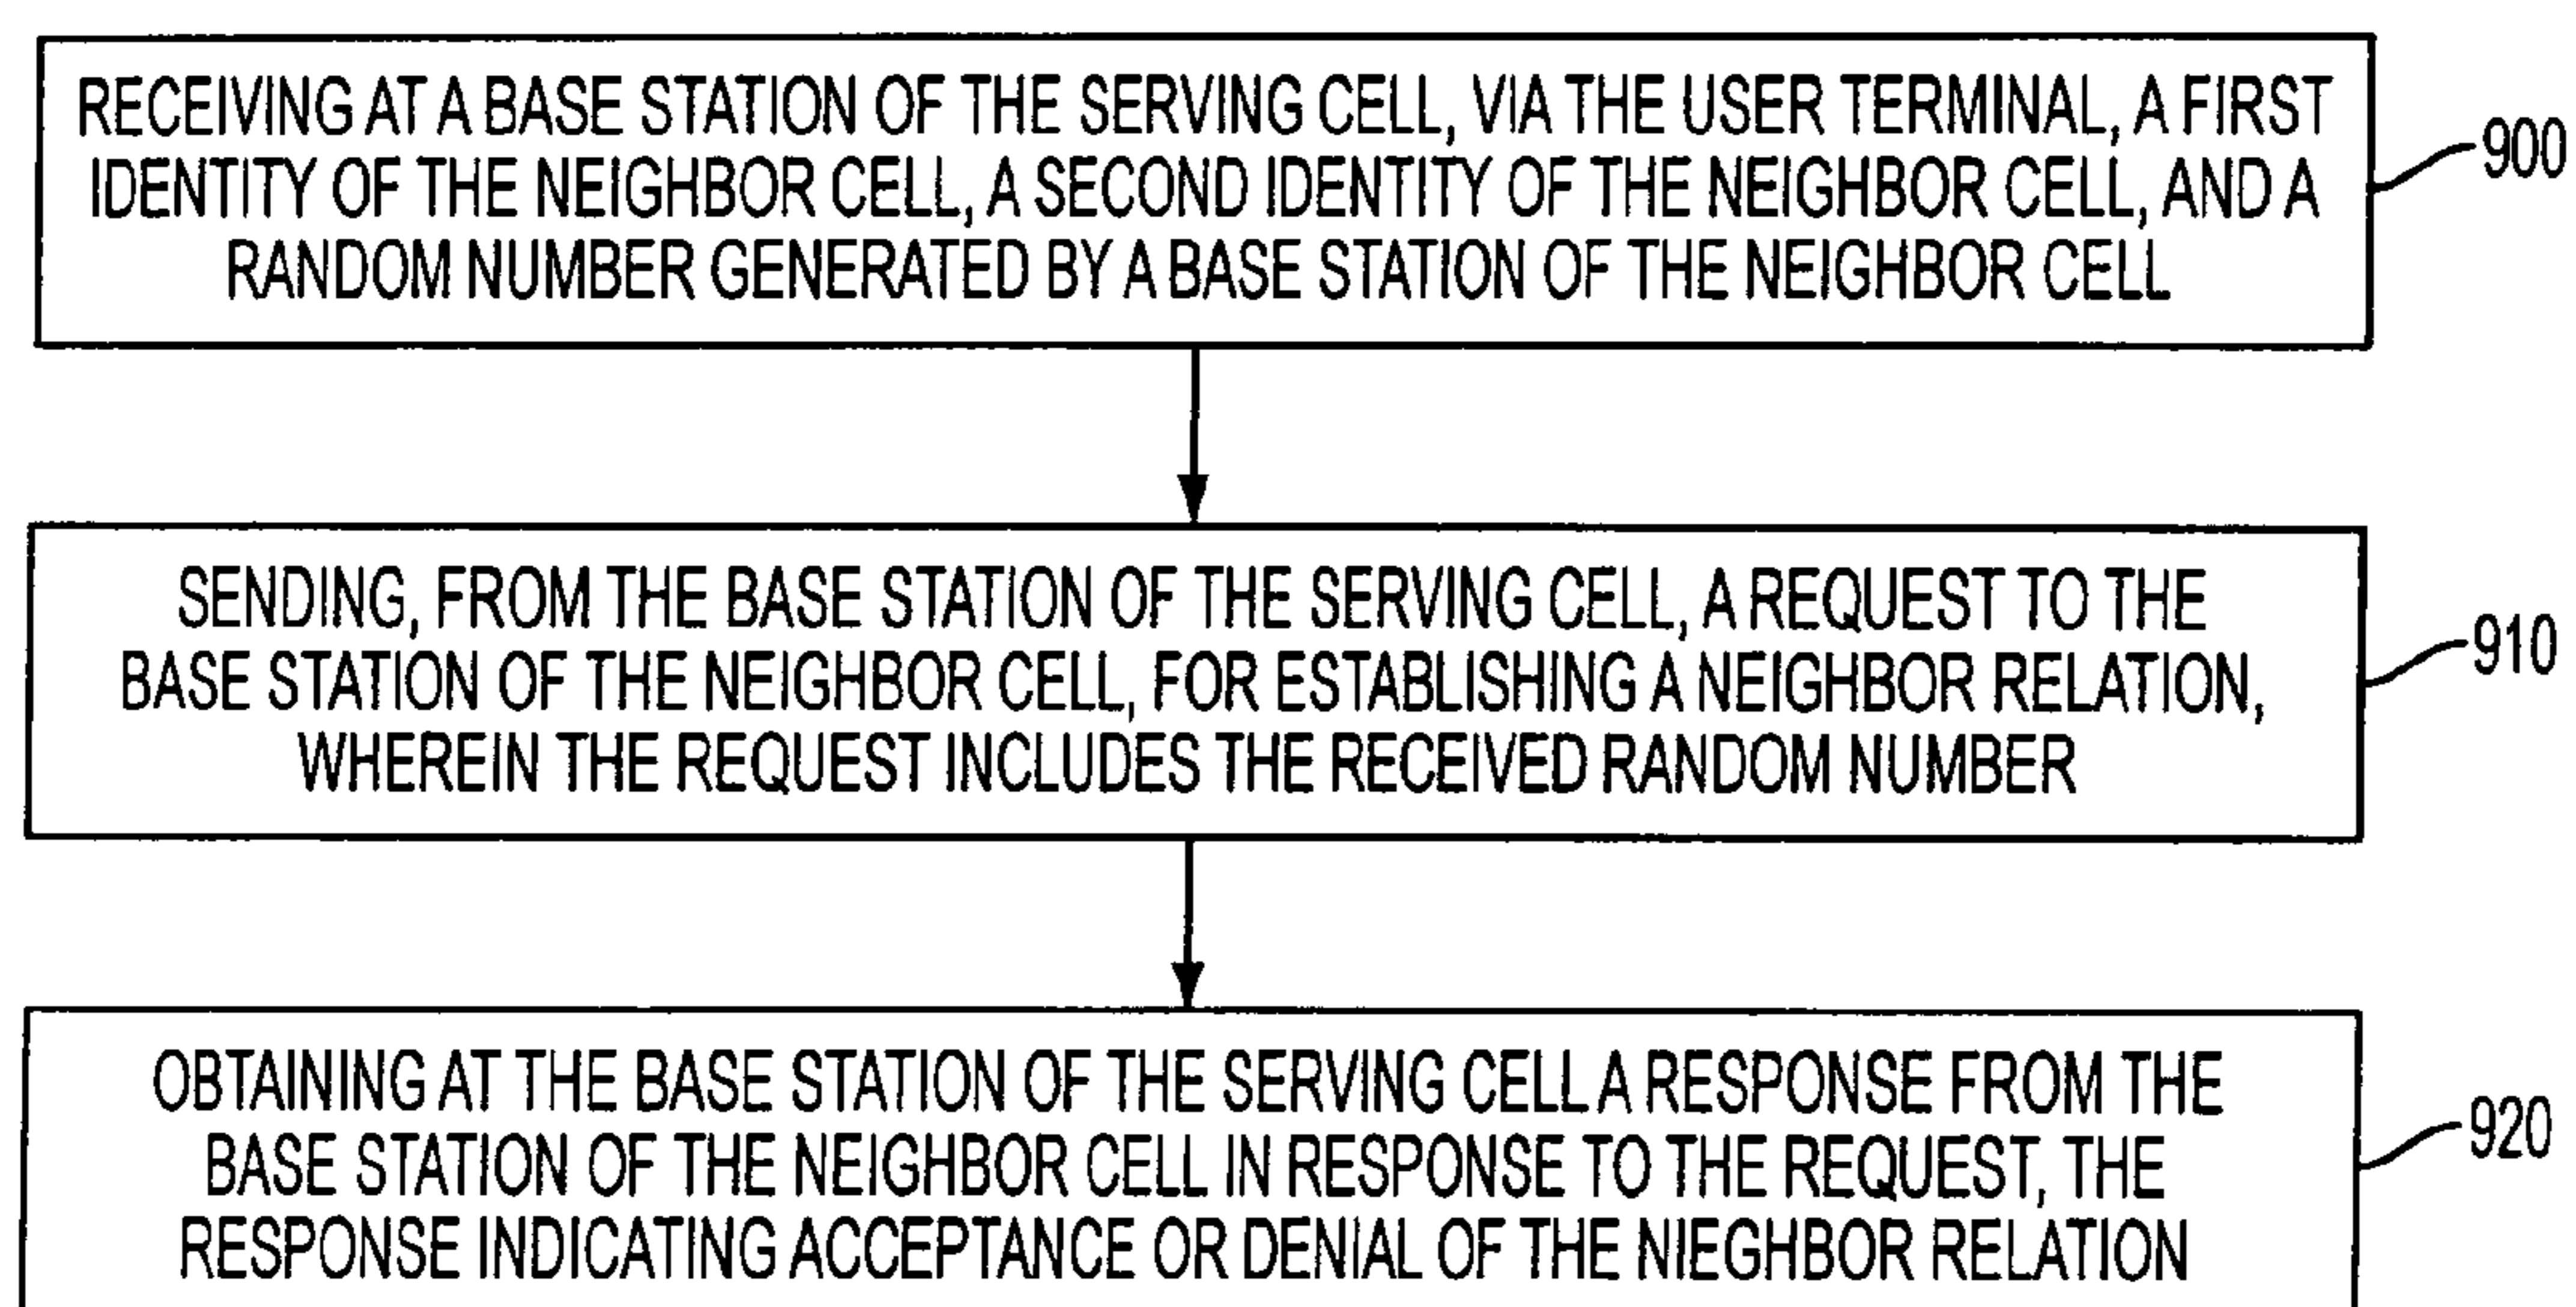 RECEIVING AT A BASE STATION OF THE SERVING CELL, VIA THE USER TERMINAL, A FIRST
IDENTITY OF THE NEIGHBOR CELL, A SECOND IDENTITY OF THE NEIGHBOR CELL, AND A
RANDOM NUMBER GENERATED BY A BASE STATION OF THE NEIGHBOR CELL
900
SENDING, FROM THE BASE STATION OF THE SERVING CELL, A REQUEST TO THE
BASE STATION OF THE NEIGHBOR CELL, FOR ESTABLISHING A NEIGHBOR RELATION,
WHEREIN THE REQUEST INCLUDES THE RECEIVED RANDOM NUMBER
910
OBTAINING AT THE BASE STATION OF THE SERVING CELL A RESPONSE FROM THE
BASE STATION OF THE NEIGHBOR CELL IN RESPONSE TO THE REQUEST, THE
RESPONSE INDICATING ACCEPTANCE OR DENIAL OF THE NIEGHBOR RELATION
920